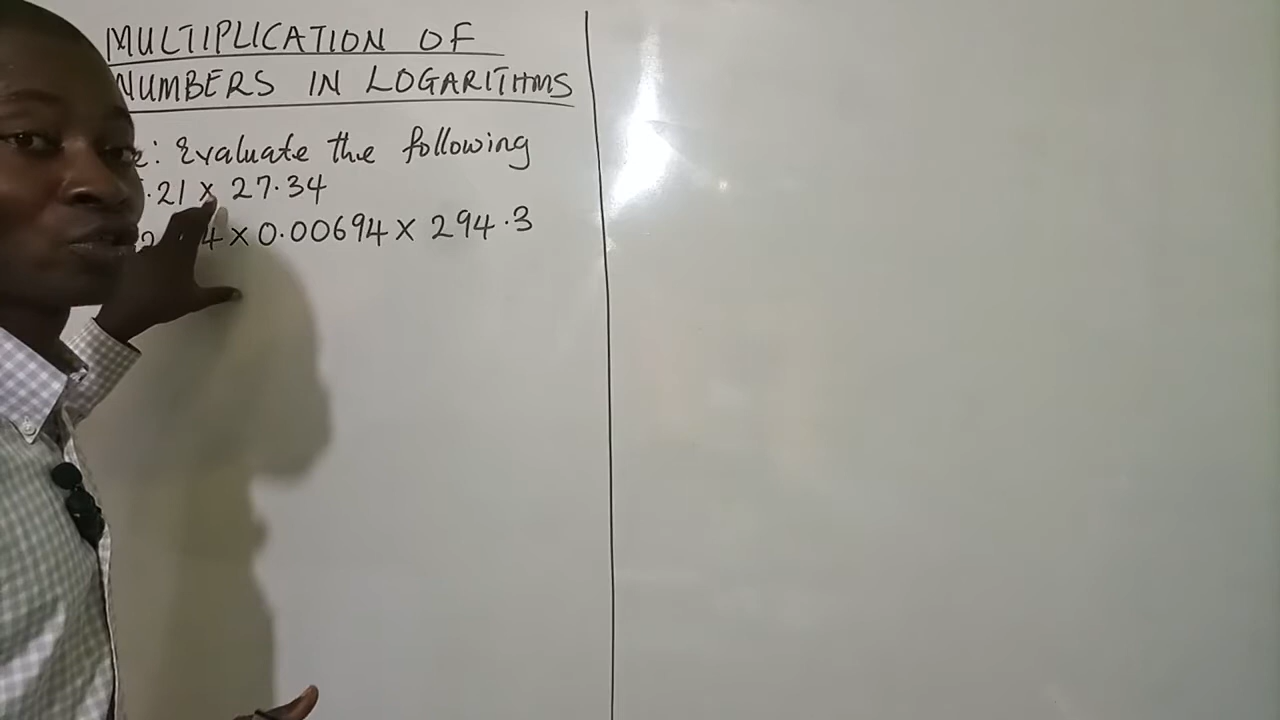 MULTIPLICATION OF
NUMBERS IN LOGARITHMS
: Evaluate the following
.21 x 27.34
4 x 0.00694 x 294.3